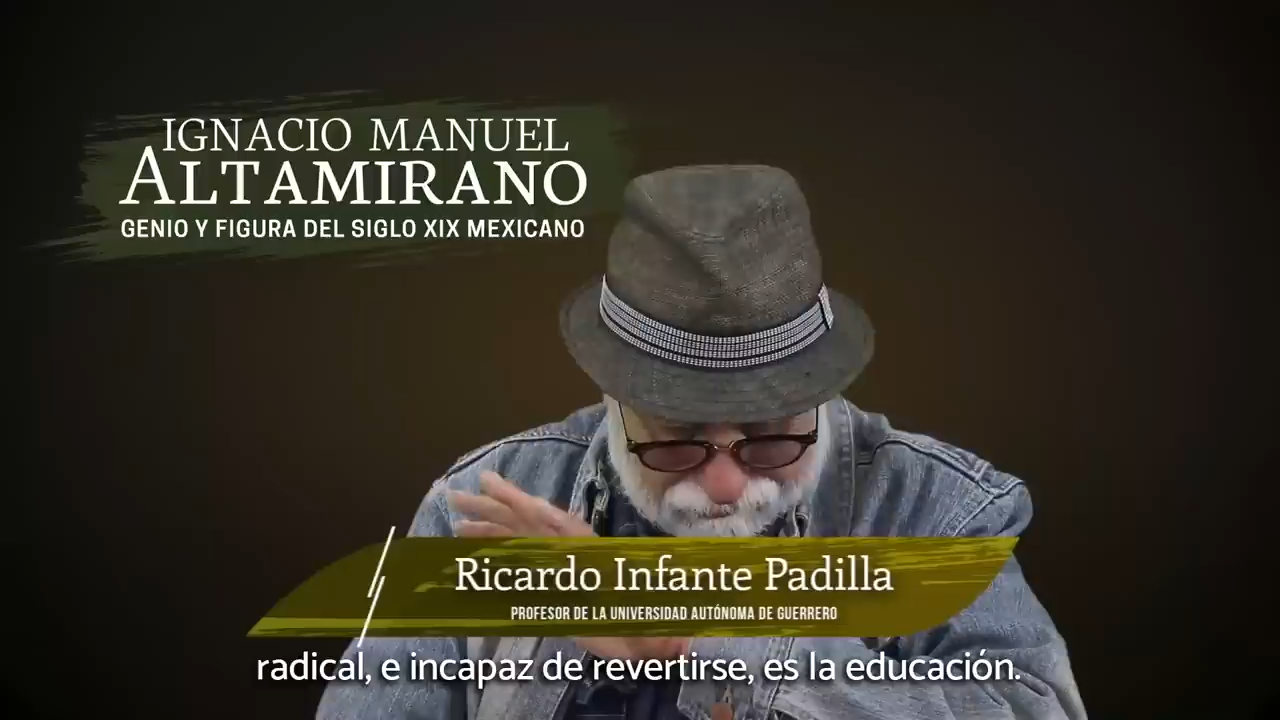 IGNACIO MANUEL
ALTAMIRANO
GENIO Y FIGURA DEL SIGLO XIX MEXICANO
Ricardo Infante Padilla
PROFESOR DE LA UNIVERSIDAD AUTÓNOMA DE GUERRERO
radical, e incapaz de revertirse, es la educación.